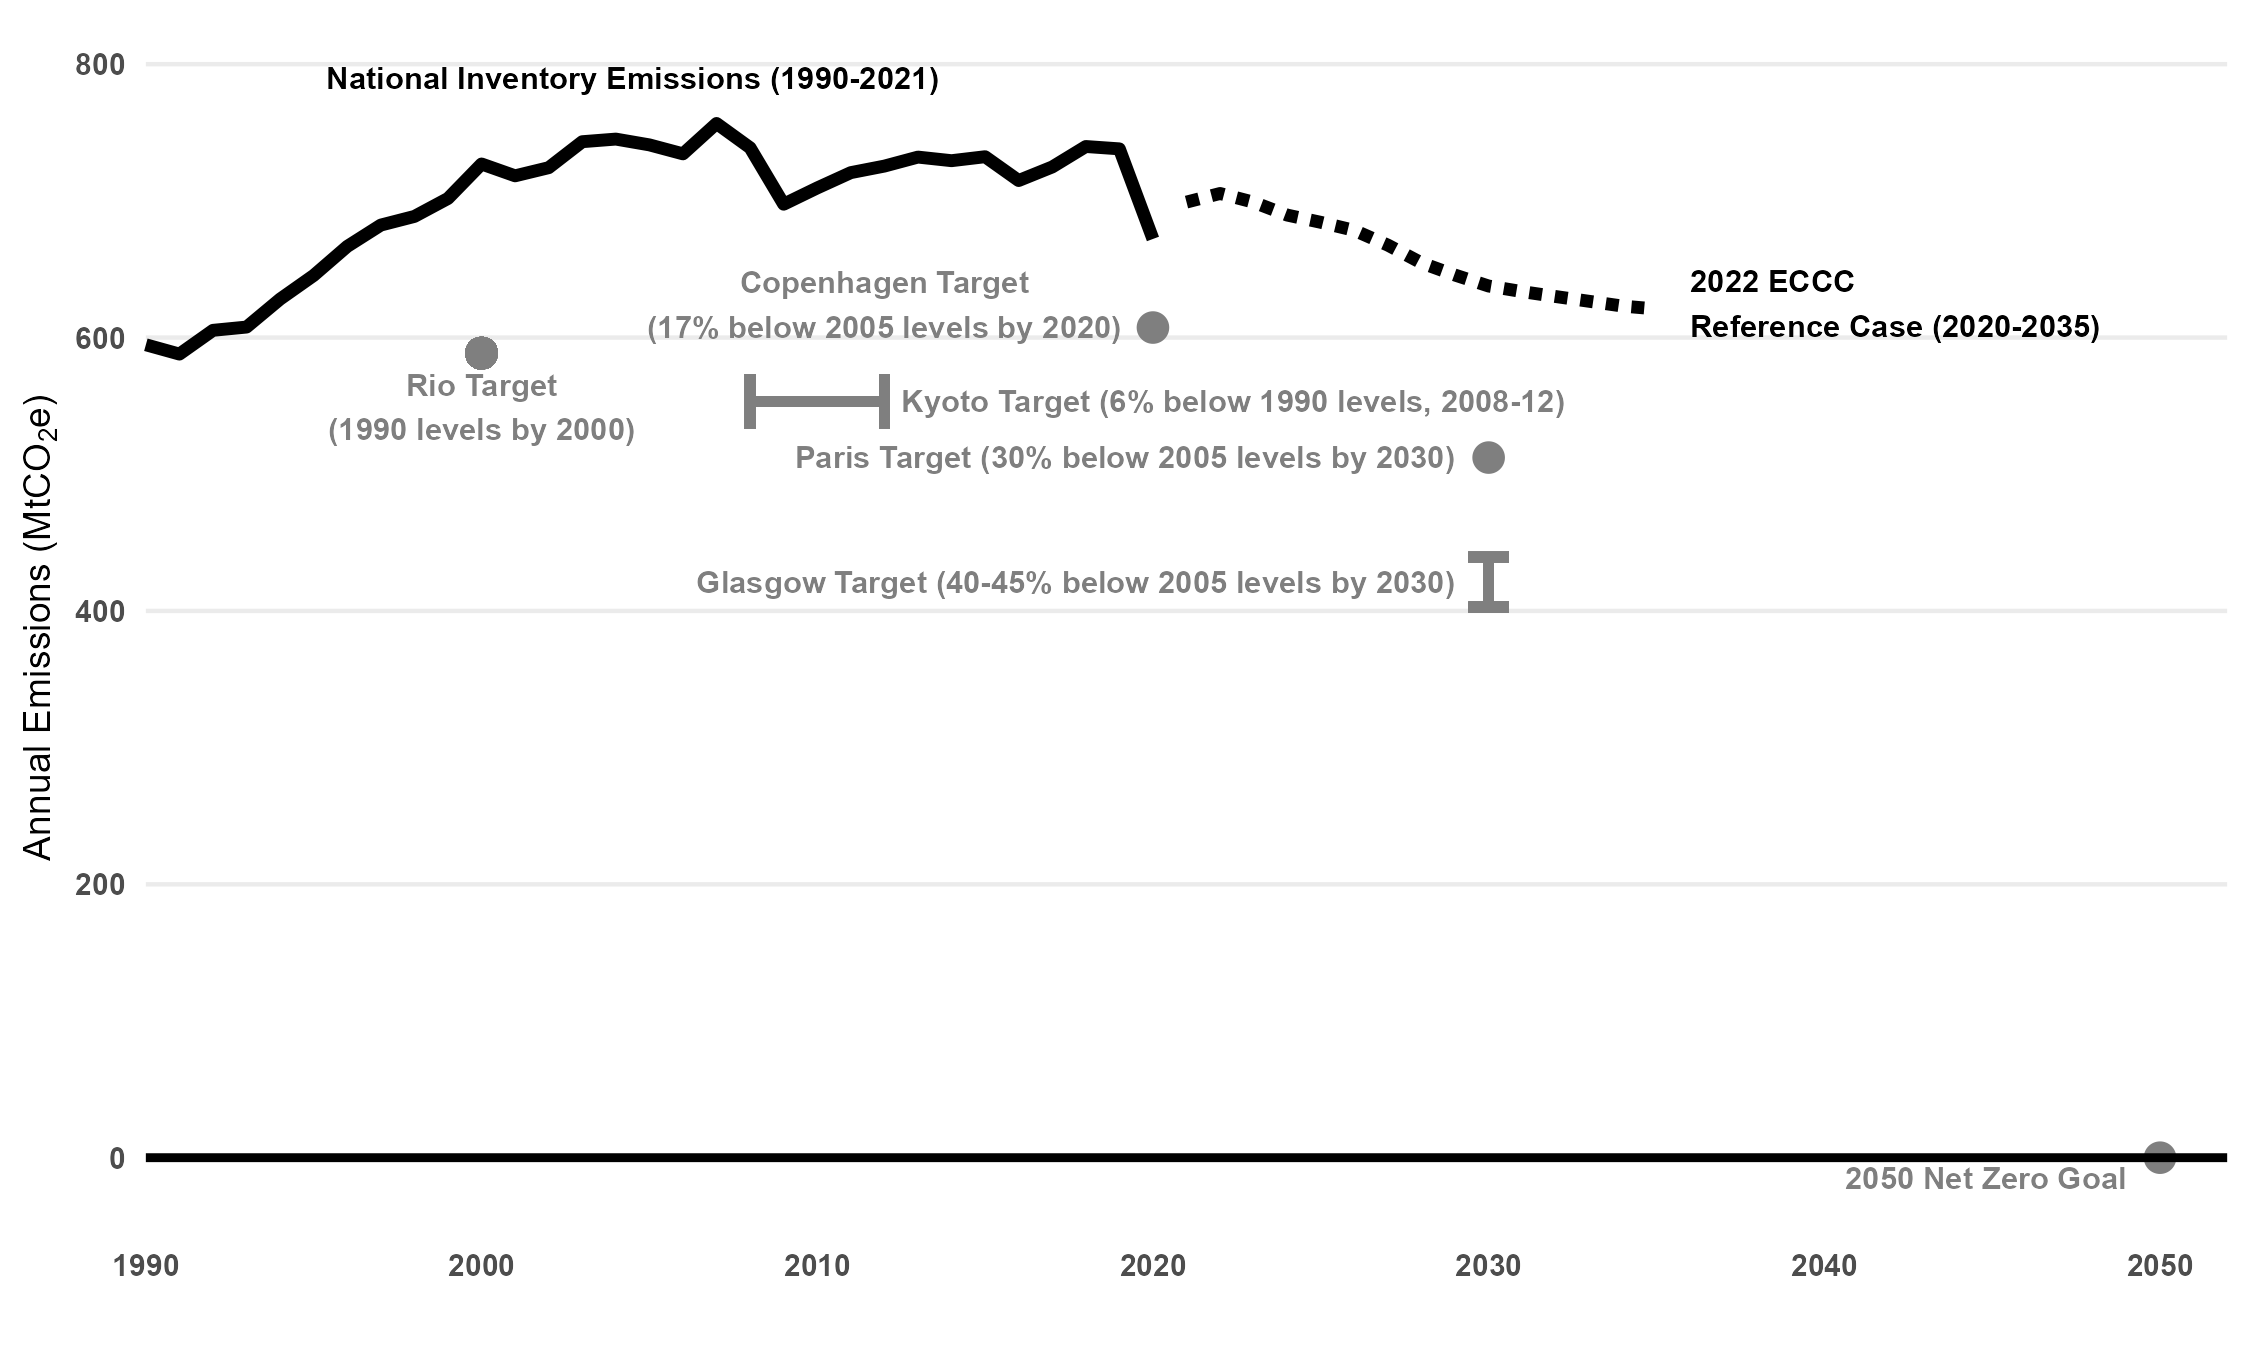 800
National Inventory Emissions (1990-2021)
2022 ECCC
Reference Case (2020-2035)
Copenhagen Target
(17% below 2005 levels by 2020)
600
Rio Target
(1990 levels by 2000)
Kyoto Target (6% below 1990 levels, 2008-12)
Paris Target (30% below 2005 levels by 2030)
Glasgow Target (40-45% below 2005 levels by 2030)
400
Annual Emissions (MtCO₂e)
200
0
2050 Net Zero Goal
1990 2000 2010 2020 2030 2040 2050